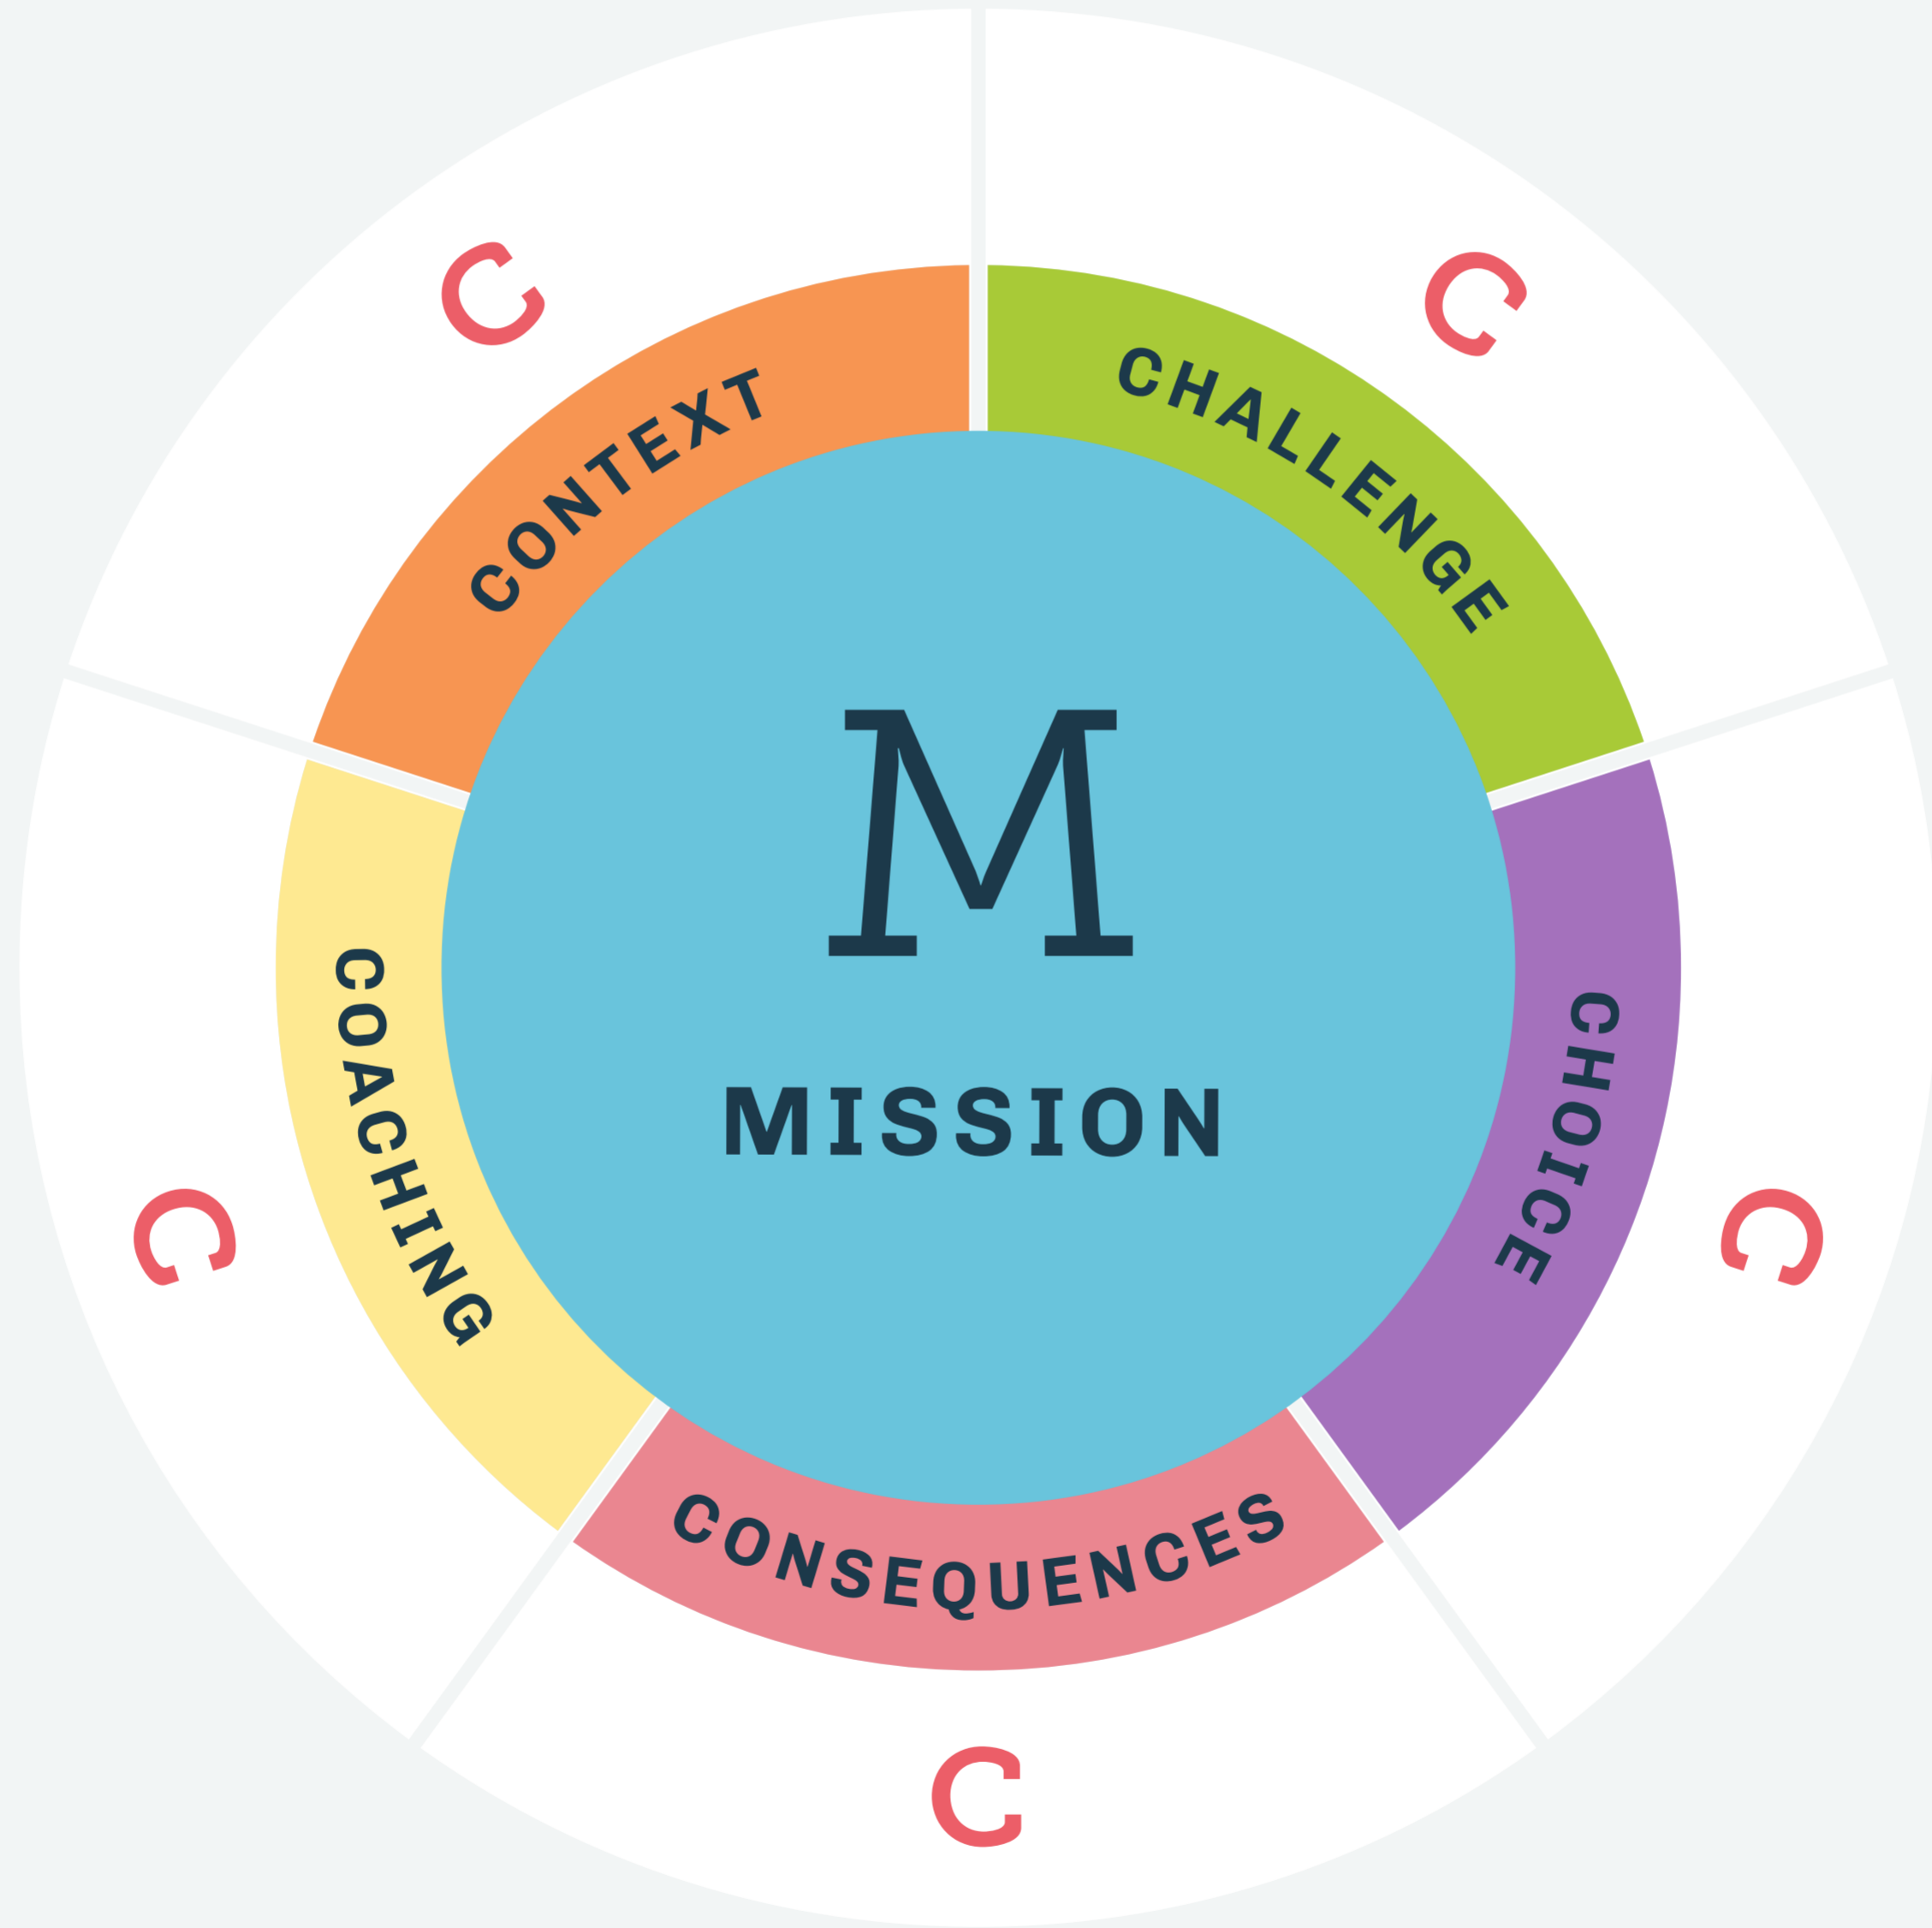 C
C
CONTEXT
CHALLENGE
M
MISSION
COACHING
CHOICE
C
C
CONSEQUENCES
C